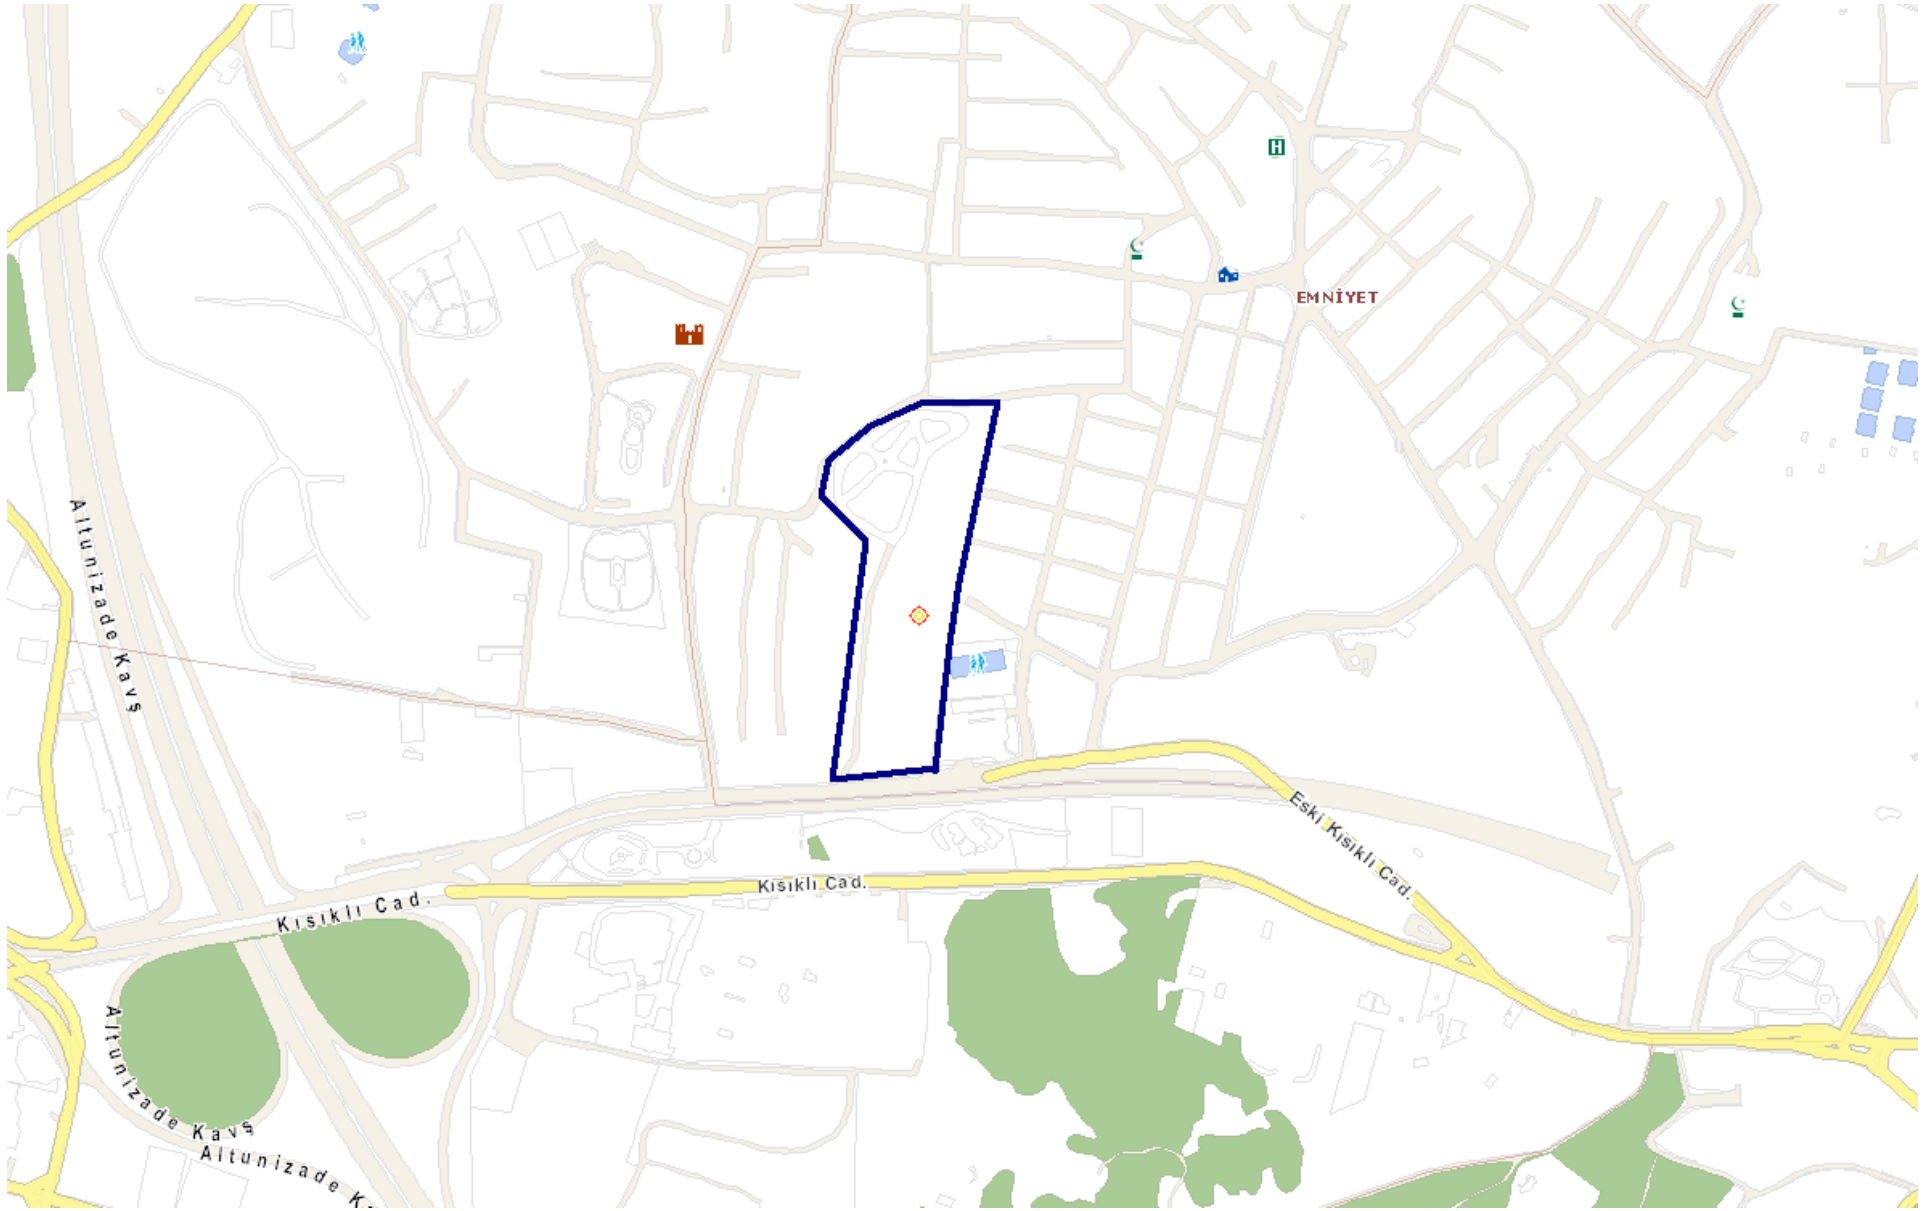 H
EMNİYET
Altunizade Kavş
Eski Kısıklı Cad.
Kısıklı Cad.
Kısıklı Cad.
Altunizade Kavş
Altunizade K